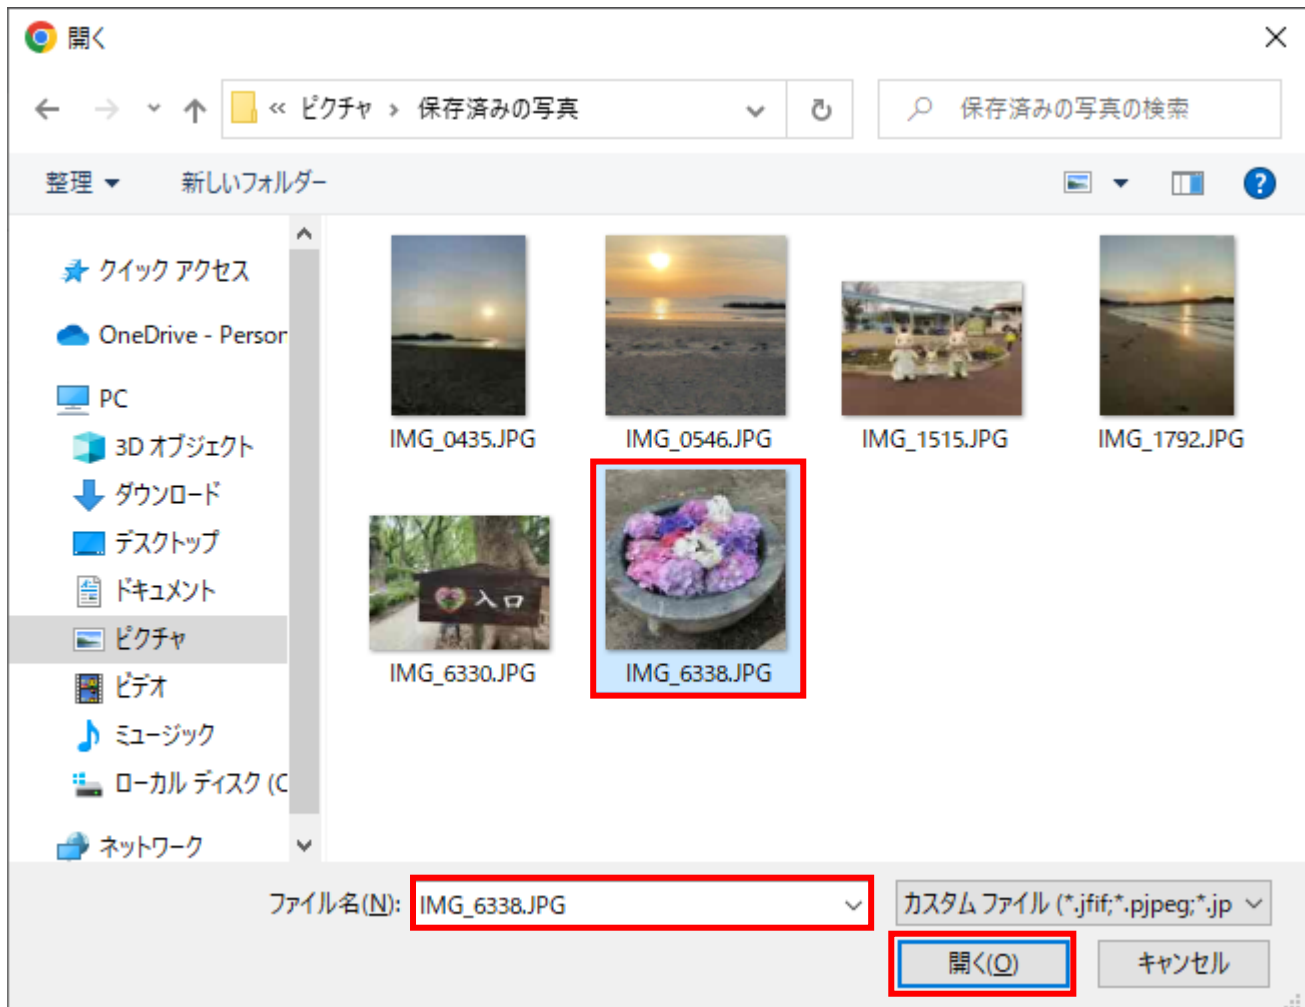 開く
« ピクチャ › 保存済みの写真
保存済みの写真の検索
整理
新しいフォルダー
?
クイック アクセス
OneDrive - Person
PC
3D オブジェクト
ダウンロード
デスクトップ
ドキュメント
ピクチャ
ビデオ
ミュージック
ローカル ディスク (C
ネットワーク
IMG_0435.JPG
IMG_0546.JPG
IMG_1515.JPG
IMG_1792.JPG
入口
IMG_6330.JPG
IMG_6338.JPG
ファイル名(N):
IMG_6338.JPG
カスタム ファイル (*.jfif;*.pjpeg;*.jp
開く(O)
キャンセル